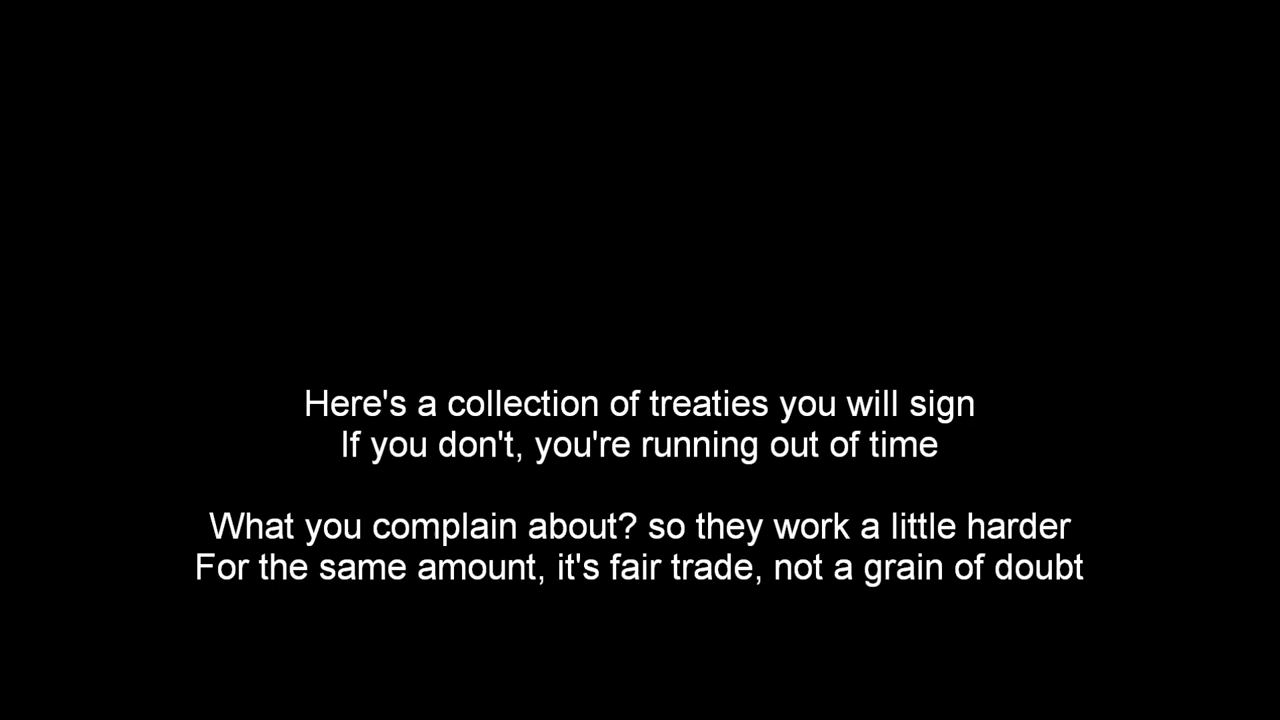 Here's a collection of treaties you will sign
If you don't, you're running out of time
What you complain about? so they work a little harder
For the same amount, it's fair trade, not a grain of doubt